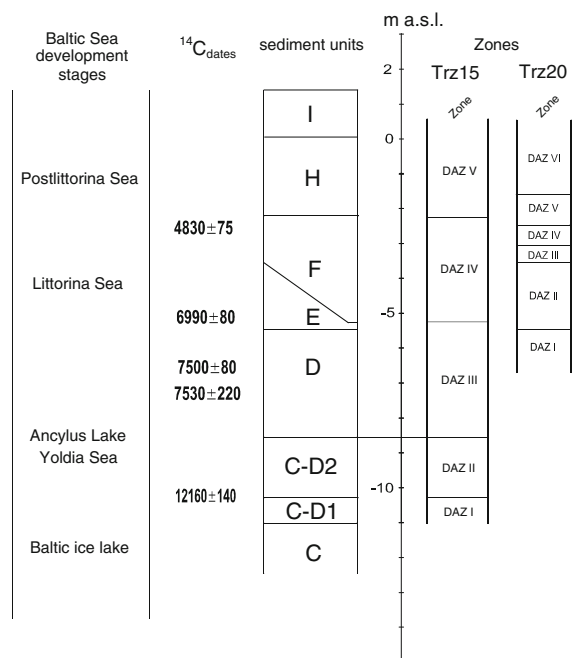 m a.s.l.
Baltic Sea
development
stages
14C dates
sediment units
Zones
Trz15
Trz20
Zone
Zone
2
0
-5
-10
Postlittorina Sea
Littorina Sea
Ancylus Lake
Yoldia Sea
Baltic ice lake
4830±75
6990±80
7500±80
7530±220
12160±140
I
H
F
E
D
C-D2
C-D1
C
DAZ V
DAZ IV
DAZ III
DAZ II
DAZ I
DAZ VI
DAZ V
DAZ IV
DAZ III
DAZ II
DAZ I